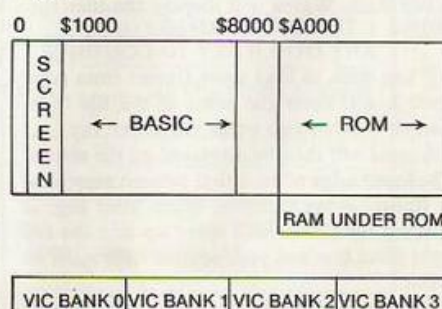 0 $1000 $8000 $A000
SCREEN
← BASIC →
← ROM →
RAM UNDER ROM
VIC BANK 0 VIC BANK 1 VIC BANK 2 VIC BANK 3